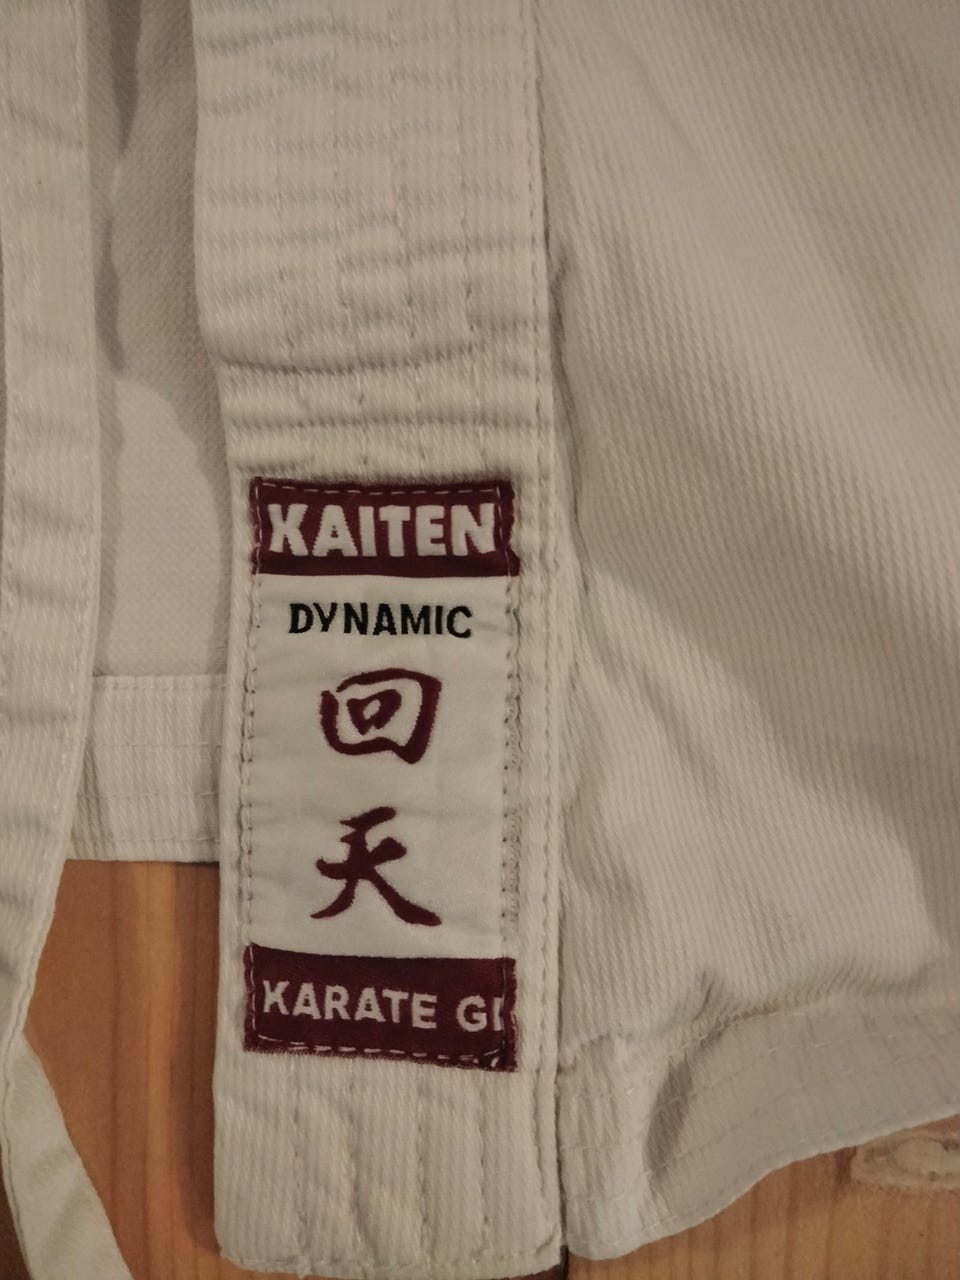 KAITEN
DYNAMIC
回
天
KARATE GI